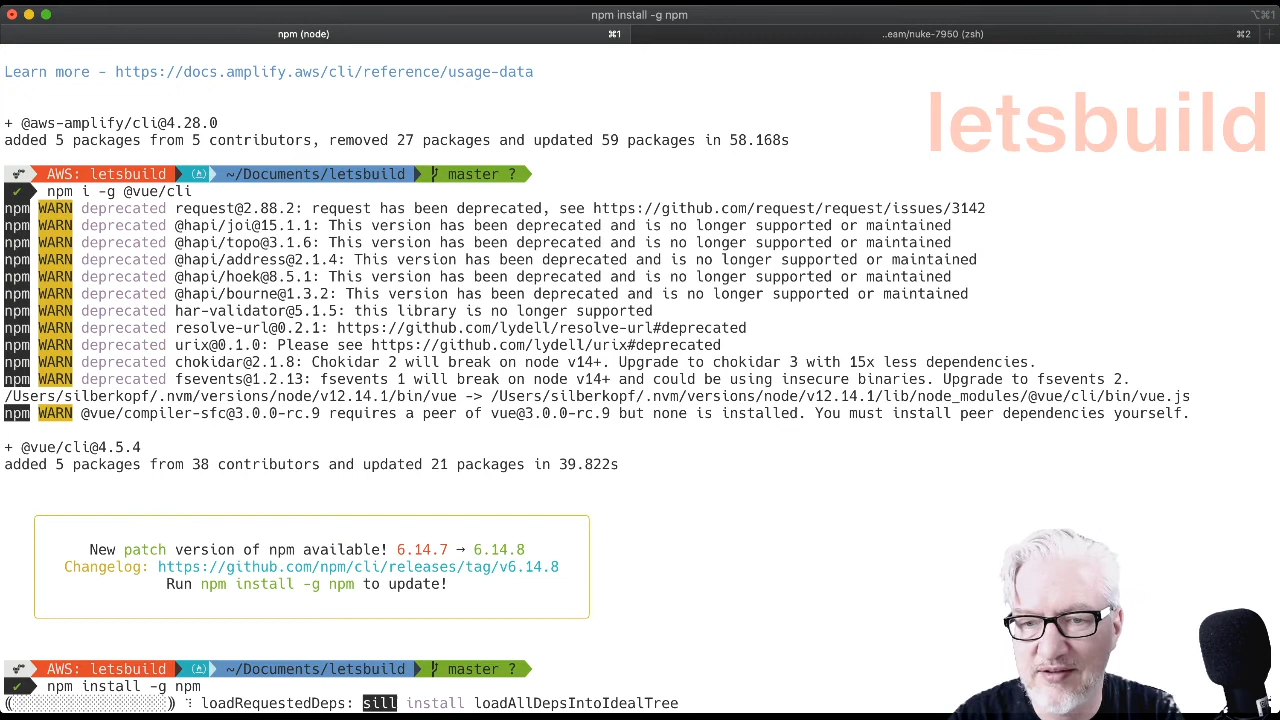 npm install -g npm
⌥⌘1
npm (node)
⌘1
..eam/nuke-7950 (zsh)
⌘2
Learn more - https://docs.amplify.aws/cli/reference/usage-data
letsbuild
+ @aws-amplify/cli@4.28.0
added 5 packages from 5 contributors, removed 27 packages and updated 59 packages in 58.168s
AWS: letsbuild ~/Documents/letsbuild master ?
✔ npm i -g @vue/cli
npm WARN deprecated request@2.88.2: request has been deprecated, see https://github.com/request/request/issues/3142
npm WARN deprecated @hapi/joi@15.1.1: This version has been deprecated and is no longer supported or maintained
npm WARN deprecated @hapi/topo@3.1.6: This version has been deprecated and is no longer supported or maintained
npm WARN deprecated @hapi/address@2.1.4: This version has been deprecated and is no longer supported or maintained
npm WARN deprecated @hapi/hoek@8.5.1: This version has been deprecated and is no longer supported or maintained
npm WARN deprecated @hapi/bourne@1.3.2: This version has been deprecated and is no longer supported or maintained
npm WARN deprecated har-validator@5.1.5: this library is no longer supported
npm WARN deprecated resolve-url@0.2.1: https://github.com/lydell/resolve-url#deprecated
npm WARN deprecated urix@0.1.0: Please see https://github.com/lydell/urix#deprecated
npm WARN deprecated chokidar@2.1.8: Chokidar 2 will break on node v14+. Upgrade to chokidar 3 with 15x less dependencies.
npm WARN deprecated fsevents@1.2.13: fsevents 1 will break on node v14+ and could be using insecure binaries. Upgrade to fsevents 2.
/Users/silberkopf/.nvm/versions/node/v12.14.1/bin/vue -> /Users/silberkopf/.nvm/versions/node/v12.14.1/lib/node_modules/@vue/cli/bin/vue.js
npm WARN @vue/compiler-sfc@3.0.0-rc.9 requires a peer of vue@3.0.0-rc.9 but none is installed. You must install peer dependencies yourself.
+ @vue/cli@4.5.4
added 5 packages from 38 contributors and updated 21 packages in 39.822s
New patch version of npm available! 6.14.7 → 6.14.8
Changelog: https://github.com/npm/cli/releases/tag/v6.14.8
Run npm install -g npm to update!
AWS: letsbuild ~/Documents/letsbuild master ?
✔ npm install -g npm
loadRequestedDeps: sill install loadAllDepsIntoIdealTree